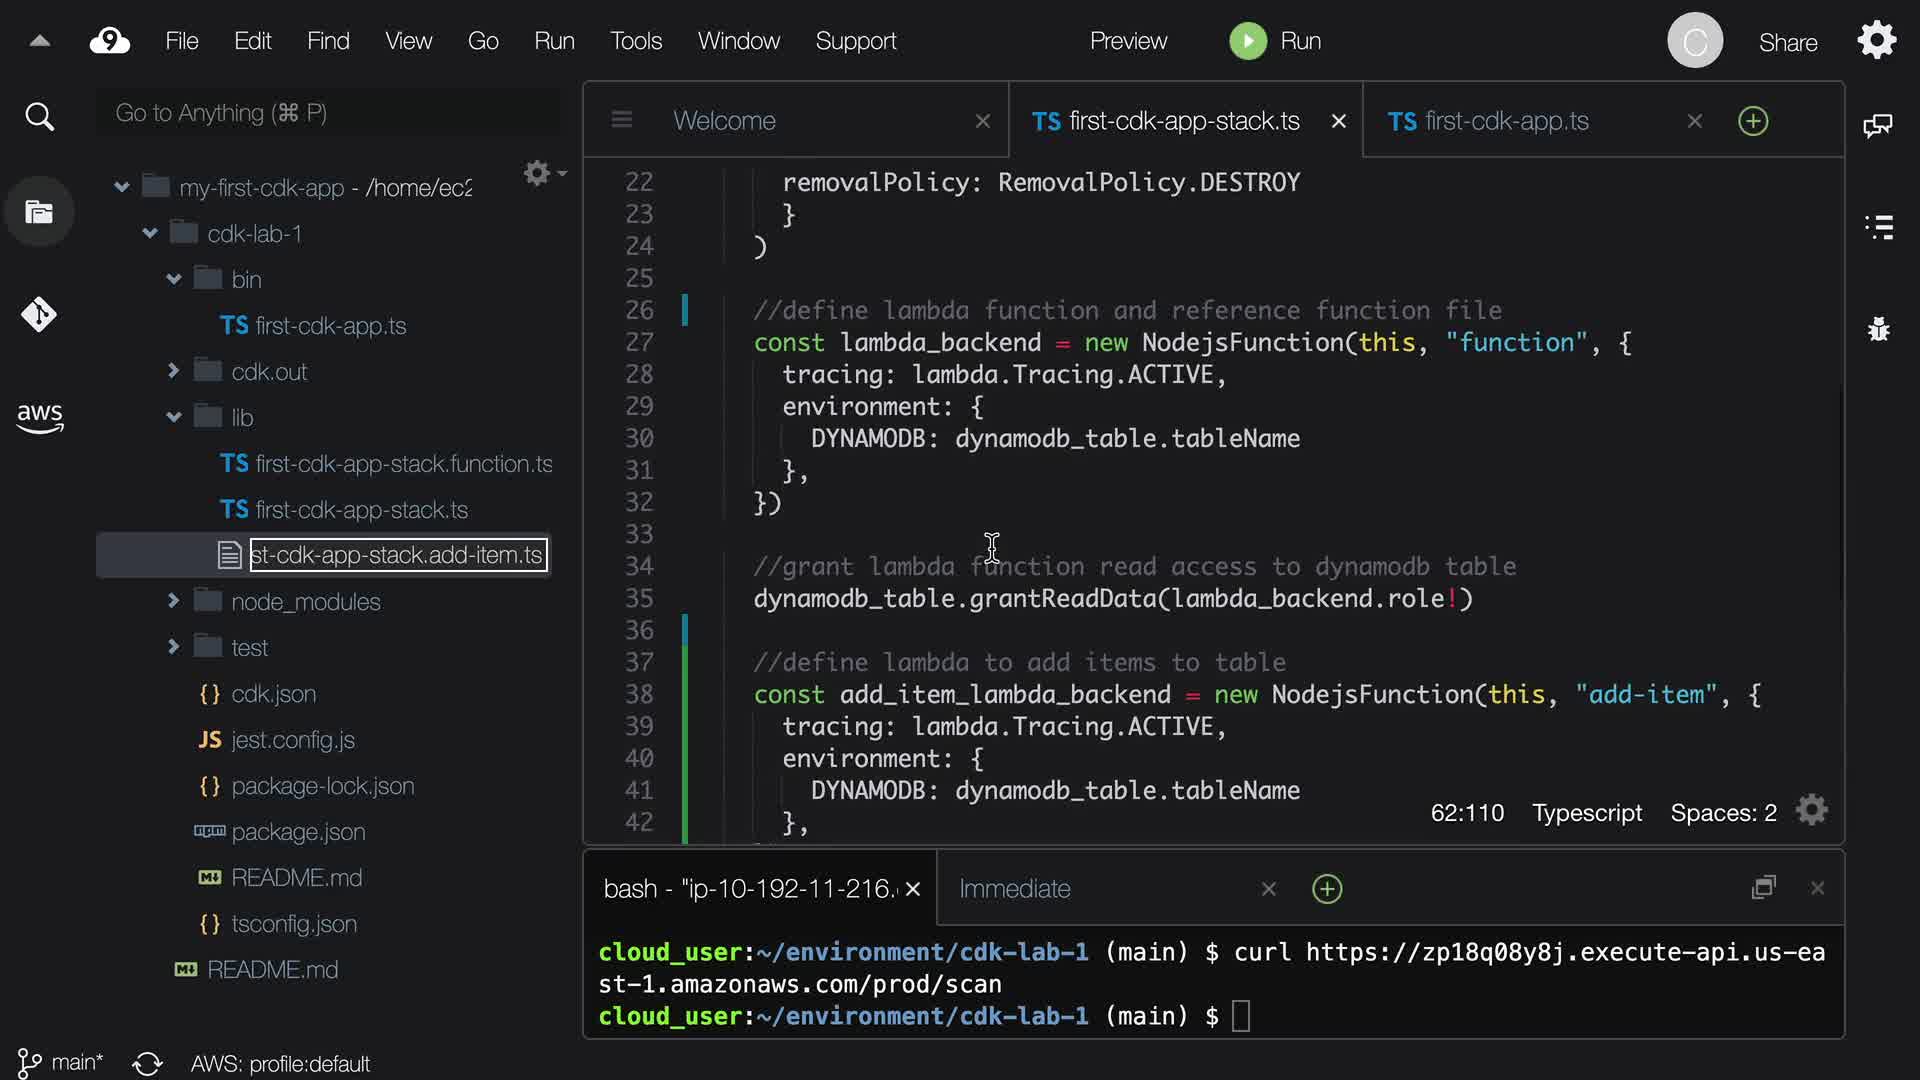 9 File Edit Find View Go Run Tools Window Support Preview Run C Share
Go to Anything (⌘ P)
Welcome
TS first-cdk-app-stack.ts
TS first-cdk-app.ts
my-first-cdk-app - /home/ec2
cdk-lab-1
bin
TS first-cdk-app.ts
cdk.out
lib
TS first-cdk-app-stack.function.ts
TS first-cdk-app-stack.ts
st-cdk-app-stack.add-item.ts
node_modules
test
{} cdk.json
JS jest.config.js
{} package-lock.json
package.json
M↓ README.md
{} tsconfig.json
M↓ README.md
aws
22 removalPolicy: RemovalPolicy.DESTROY
23 }
24 )
25
26 //define lambda function and reference function file
27 const lambda_backend = new NodejsFunction(this, "function", {
28 tracing: lambda.Tracing.ACTIVE,
29 environment: {
30 DYNAMODB: dynamodb_table.tableName
31 },
32 })
33
34 //grant lambda function read access to dynamodb table
35 dynamodb_table.grantReadData(lambda_backend.role!)
36
37 //define lambda to add items to table
38 const add_item_lambda_backend = new NodejsFunction(this, "add-item", {
39 tracing: lambda.Tracing.ACTIVE,
40 environment: {
41 DYNAMODB: dynamodb_table.tableName
42 },
62:110 Typescript Spaces: 2
bash - "ip-10-192-11-216.
Immediate
cloud_user:~/environment/cdk-lab-1 (main) $ curl https://zp18q08y8j.execute-api.us-ea
st-1.amazonaws.com/prod/scan
cloud_user:~/environment/cdk-lab-1 (main) $
main* AWS: profile:default